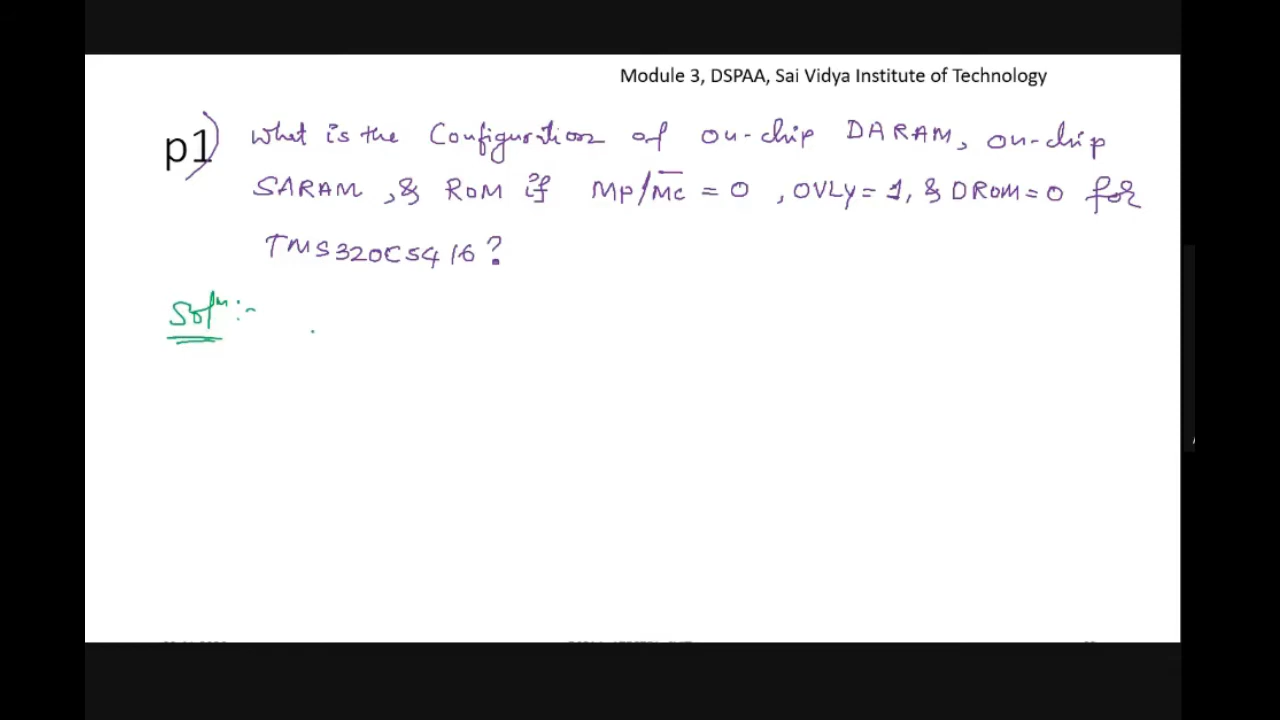 Module 3, DSPAA, Sai Vidya Institute of Technology
p1) What is the Configuration of on-chip DARAM, on-chip
SARAM, & ROM if MP/M̅C̅ = 0, OVLY = 1, & DROM = 0 for
TMS320C5416?
Solⁿ :-